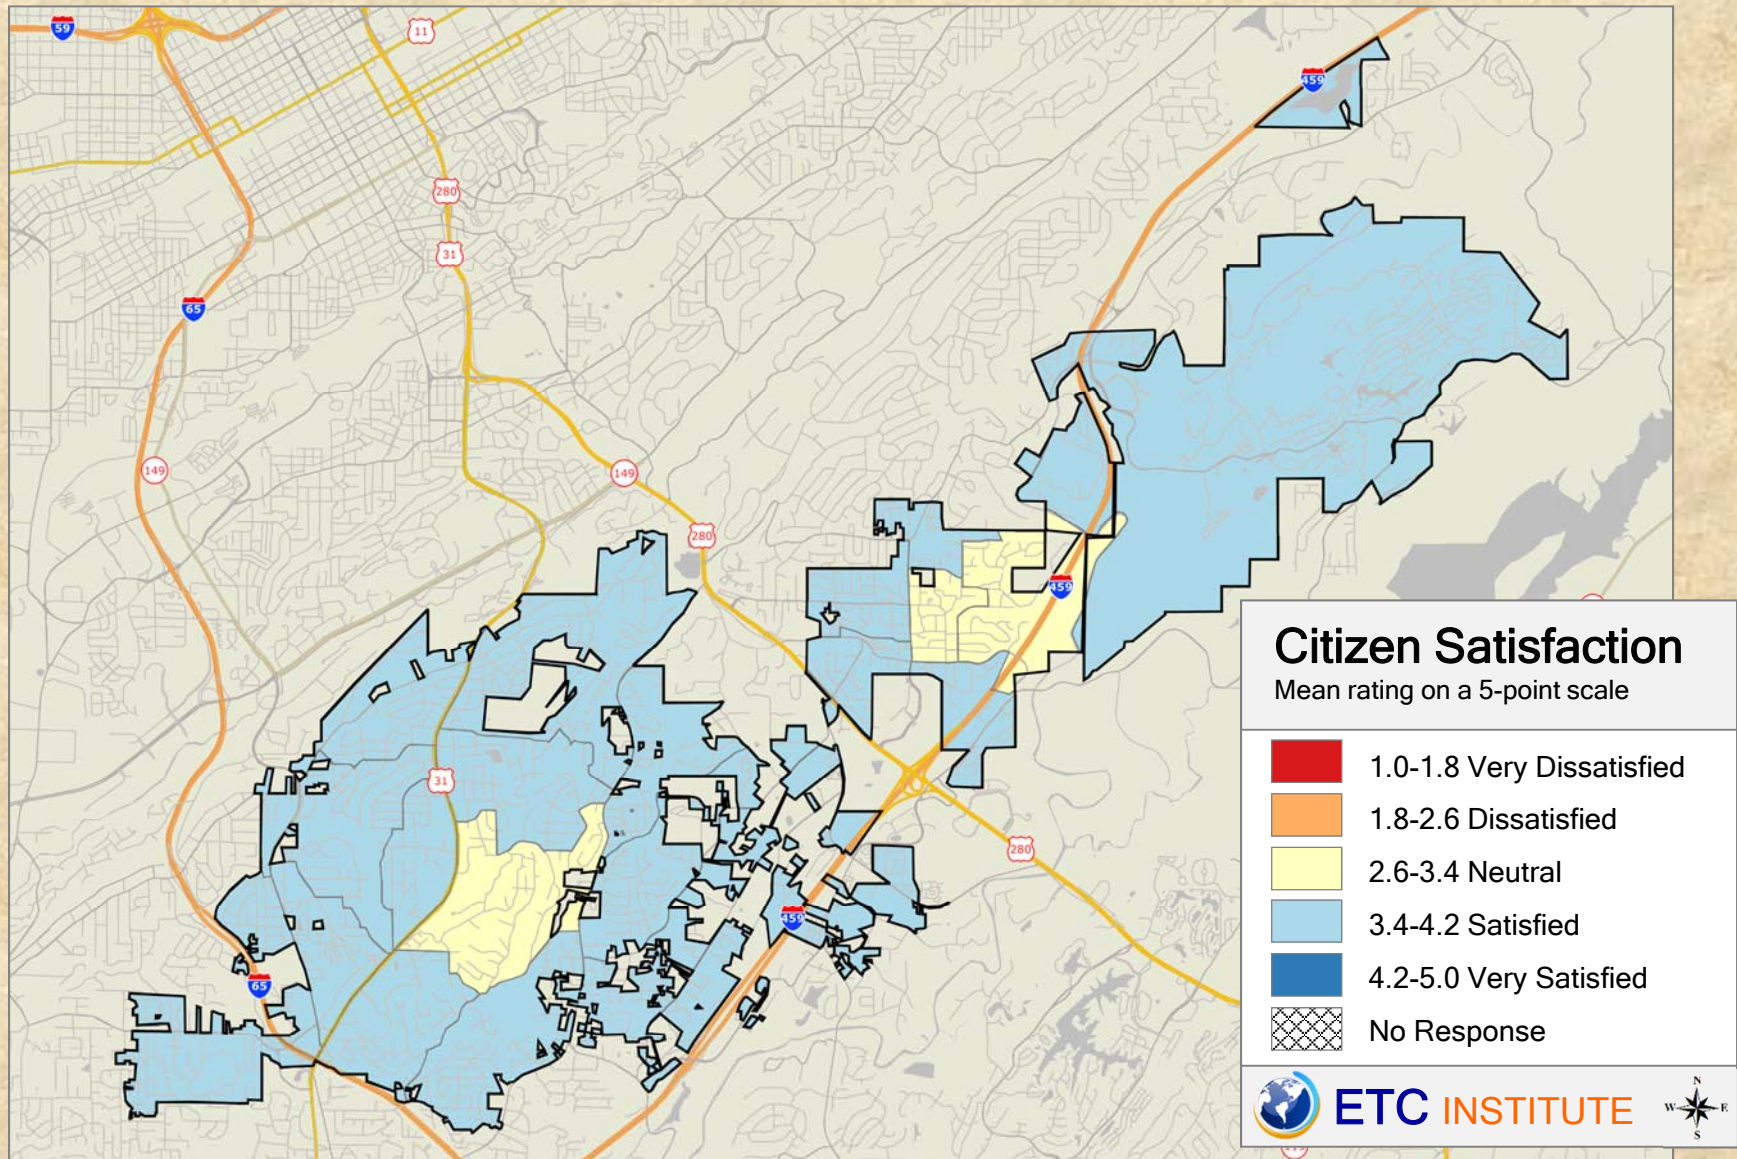 59
11
459
280
31
65
149
149
280
459
31
280
459
65
Citizen Satisfaction
Mean rating on a 5-point scale
1.0-1.8 Very Dissatisfied
1.8-2.6 Dissatisfied
2.6-3.4 Neutral
3.4-4.2 Satisfied
4.2-5.0 Very Satisfied
No Response
ETC INSTITUTE
N
W E
S